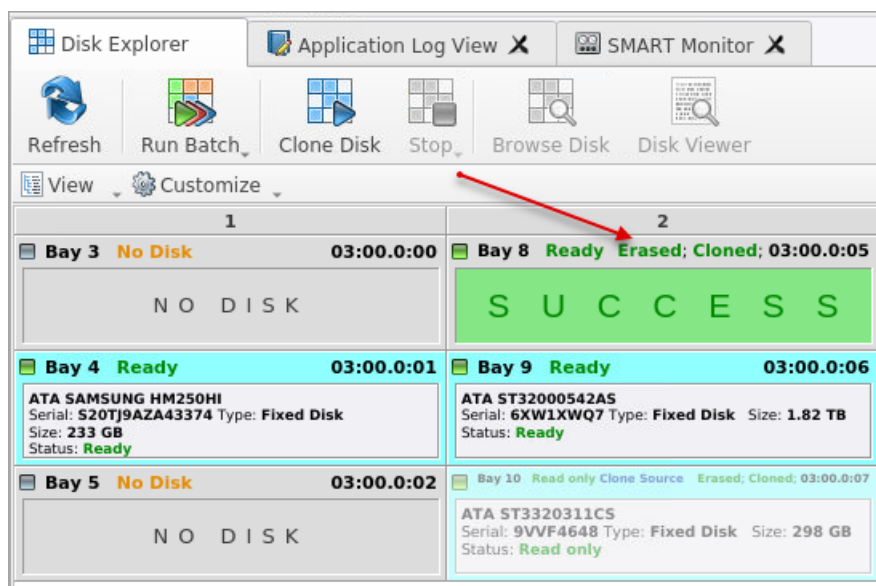 Disk Explorer
Application Log View X
SMART Monitor X
Refresh
Run Batch
Clone Disk
Stop
Browse Disk
Disk Viewer
View
Customize
1
2
Bay 3 No Disk 03:00.0:00
NO DISK
Bay 8 Ready Erased; Cloned; 03:00.0:05
SUCCESS
Bay 4 Ready 03:00.0:01
ATA SAMSUNG HM250HI
Serial: S20TJ9AZA43374 Type: Fixed Disk
Size: 233 GB
Status: Ready
Bay 9 Ready 03:00.0:06
ATA ST32000542AS
Serial: 6XW1XWQ7 Type: Fixed Disk Size: 1.82 TB
Status: Ready
Bay 5 No Disk 03:00.0:02
NO DISK
Bay 10 Read only Clone Source Erased; Cloned; 03:00.0:07
ATA ST3320311CS
Serial: 9VVF4648 Type: Fixed Disk Size: 298 GB
Status: Read only